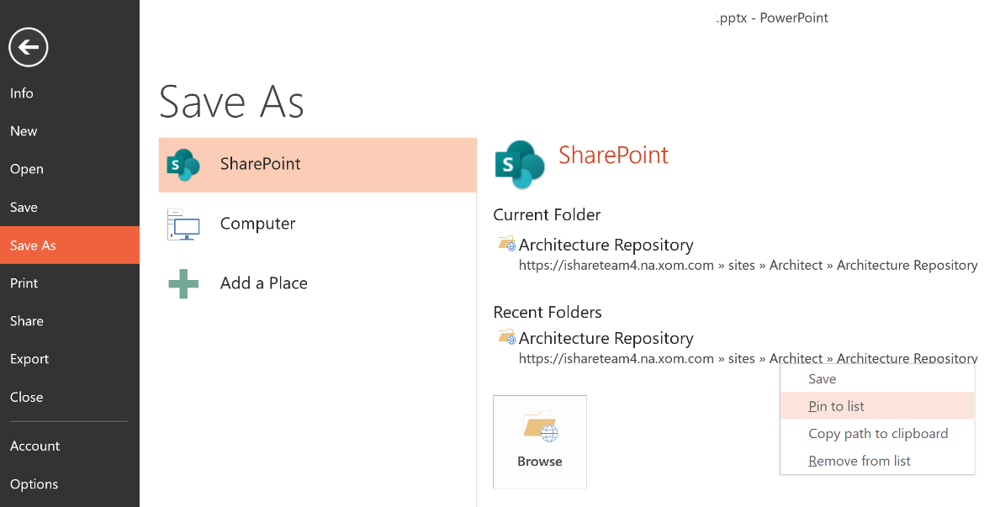 .pptx - PowerPoint
Info
New
Open
Save
Save As
Print
Share
Export
Close
Account
Options
Save As
SharePoint
Computer
Add a Place
SharePoint
Current Folder
Architecture Repository
https://ishareteam4.na.xom.com » sites » Architect » Architecture Repository
Recent Folders
Architecture Repository
https://ishareteam4.na.xom.com » sites » Architect » Architecture Repository
Browse
Save
Pin to list
Copy path to clipboard
Remove from list